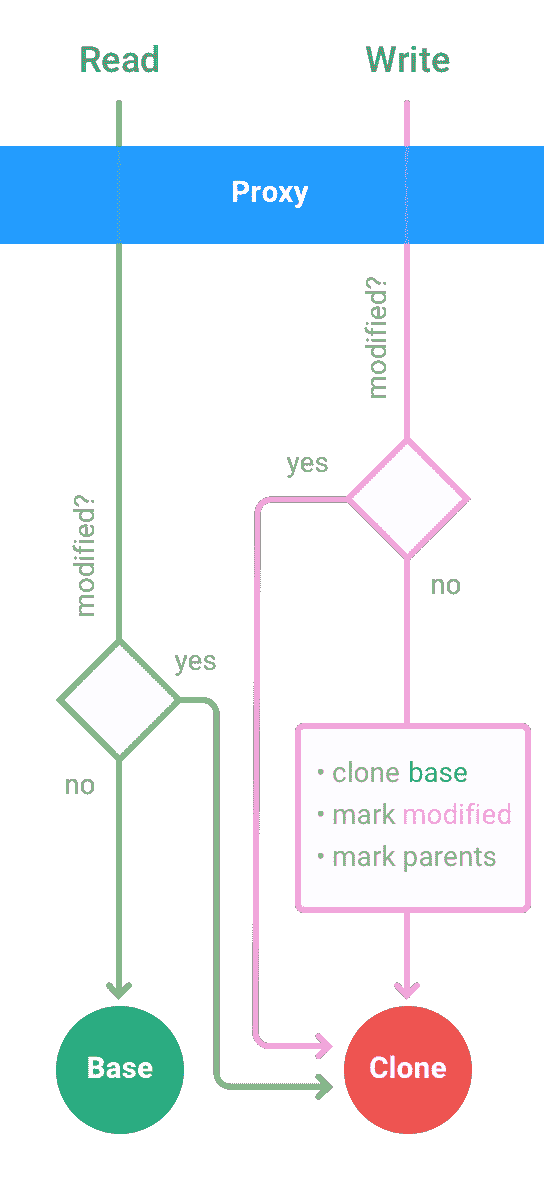 Read
Write
Proxy
modified?
yes
modified?
no
yes
no
• clone base
• mark modified
• mark parents
Base
Clone